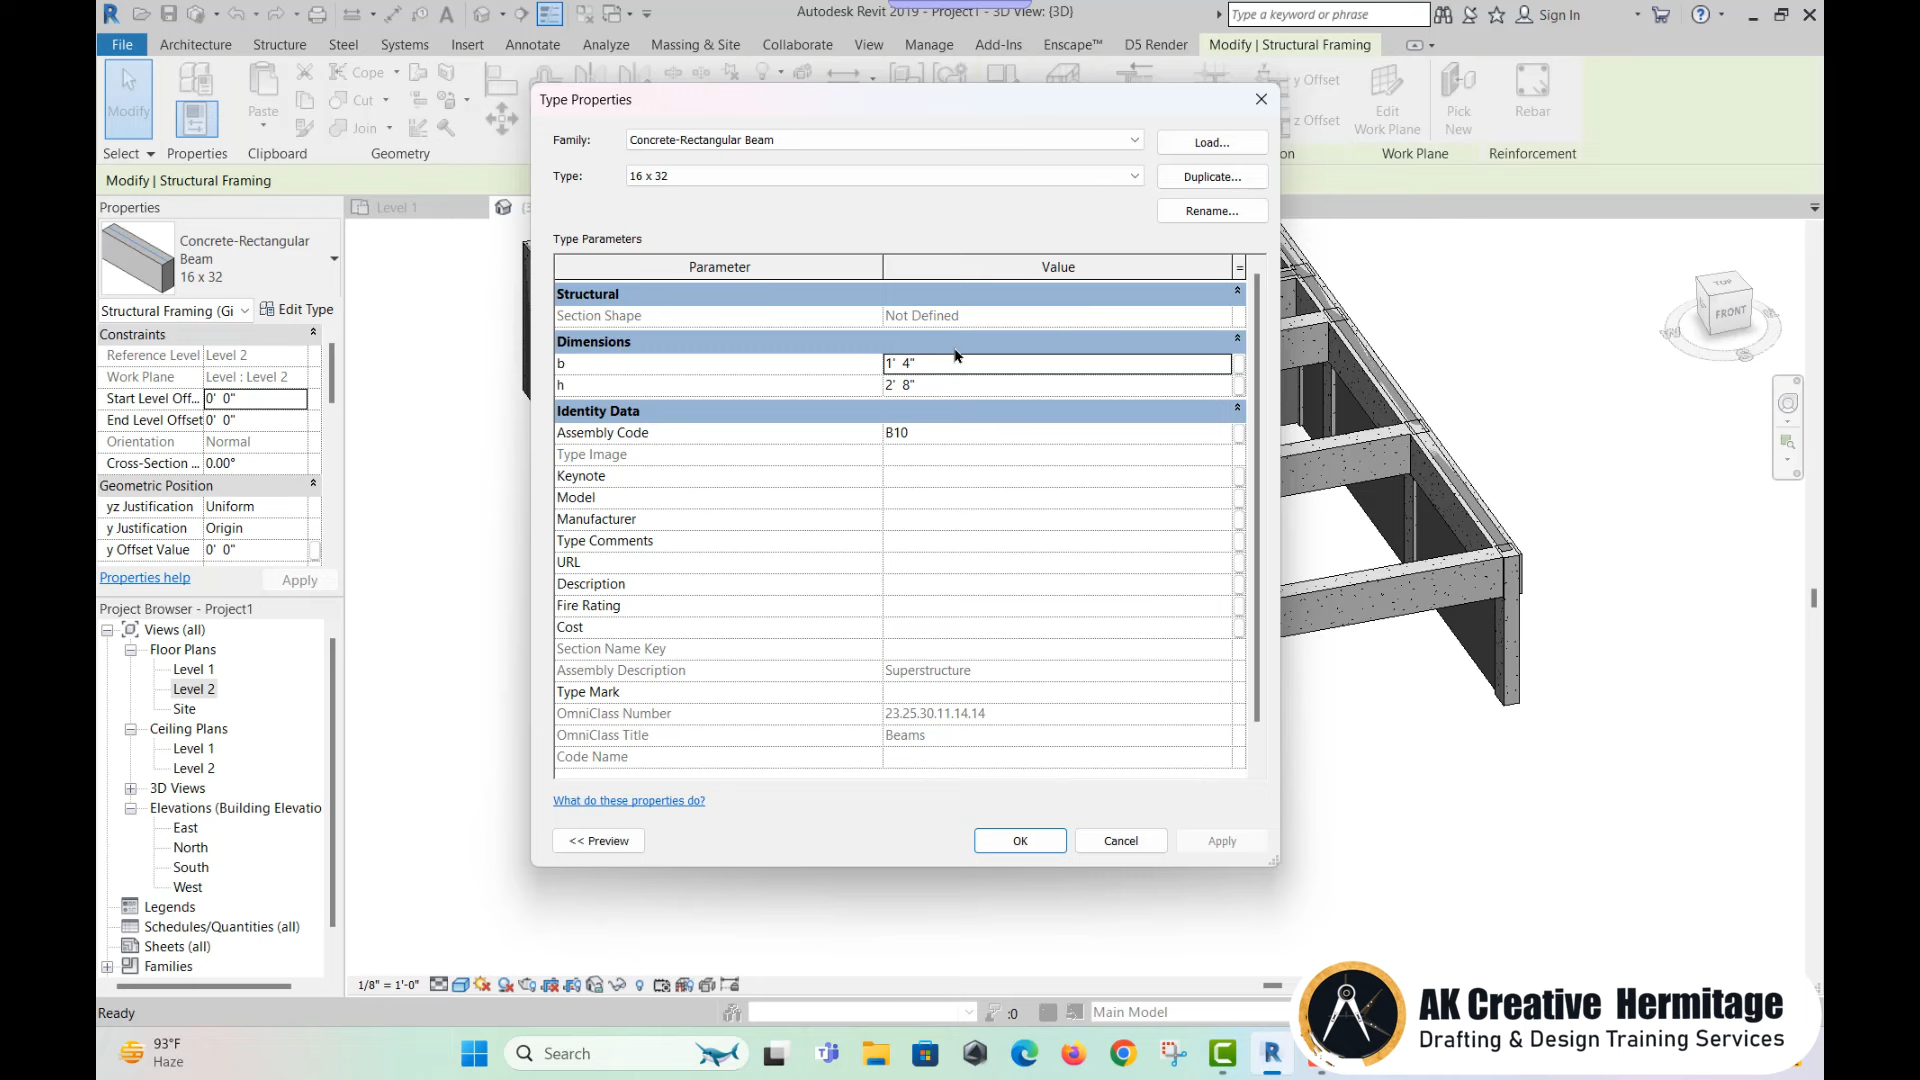 Autodesk Revit 2019 - Project1 - 3D View: {3D}
Type a keyword or phrase
Sign In
File
Architecture
Structure
Steel
Systems
Insert
Annotate
Analyze
Massing & Site
Collaborate
View
Manage
Add-Ins
Enscape™
D5 Render
Modify | Structural Framing
Modify
Paste
Cope
Cut
Join
y Offset
z Offset
Edit
Work Plane
Pick
New
Rebar
Select
Properties
Clipboard
Geometry
Work Plane
Reinforcement
Modify | Structural Framing
Properties
Concrete-Rectangular
Beam
16 x 32
Structural Framing (Gi
Edit Type
Constraints
Reference Level Level 2
Work Plane Level : Level 2
Start Level Off... 0' 0"
End Level Offset 0' 0"
Orientation Normal
Cross-Section ... 0.00°
Geometric Position
yz Justification Uniform
y Justification Origin
y Offset Value 0' 0"
Properties help
Apply
Project Browser - Project1
Views (all)
Floor Plans
Level 1
Level 2
Site
Ceiling Plans
Level 1
Level 2
3D Views
Elevations (Building Elevatio
East
North
South
West
Legends
Schedules/Quantities (all)
Sheets (all)
Families
Level 1
Type Properties
Family: Concrete-Rectangular Beam
Load...
Type: 16 x 32
Duplicate...
Rename...
Type Parameters
Parameter Value =
Structural
Section Shape Not Defined
Dimensions
b 1' 4"
h 2' 8"
Identity Data
Assembly Code B10
Type Image
Keynote
Model
Manufacturer
Type Comments
URL
Description
Fire Rating
Cost
Section Name Key
Assembly Description Superstructure
Type Mark
OmniClass Number 23.25.30.11.14.14
OmniClass Title Beams
Code Name
What do these properties do?
<< Preview
OK
Cancel
Apply
TOP
FRONT
1/8" = 1'-0"
Ready
:0
Main Model
93°F
Haze
Search
AK Creative Hermitage
Drafting & Design Training Services